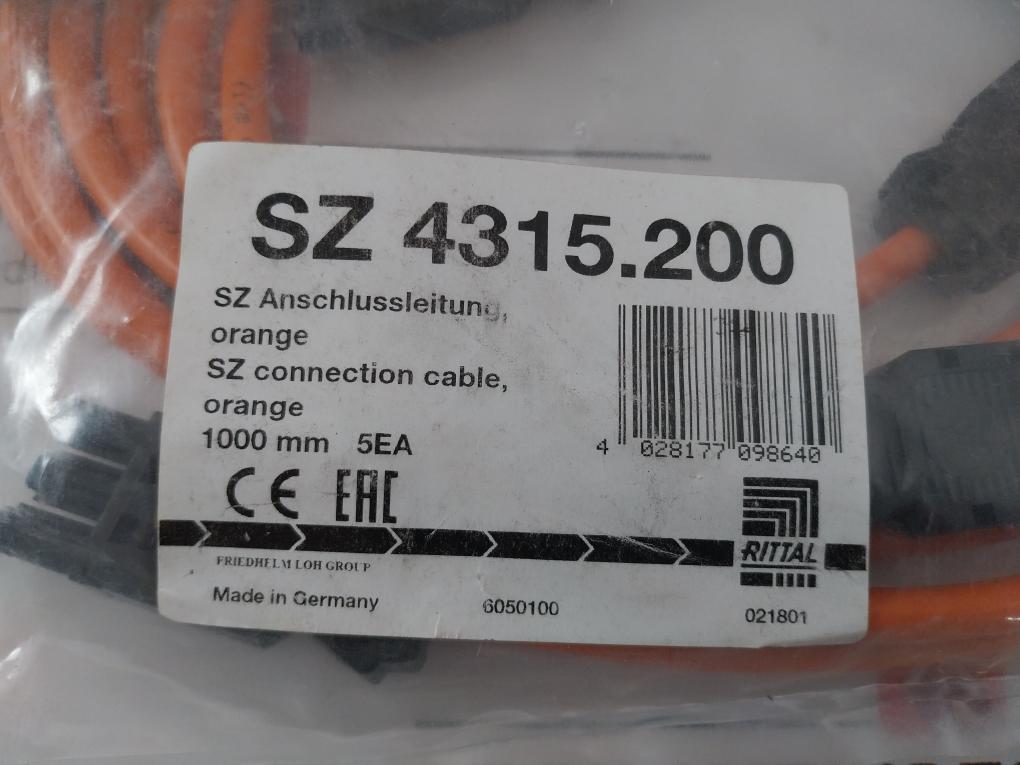 SZ 4315.200
SZ Anschlussleitung,
orange
SZ connection cable,
orange
1000 mm 5EA
4 028177 098640
CE EAC
RITTAL
FRIEDHELM LOH GROUP
Made in Germany 6050100 021801